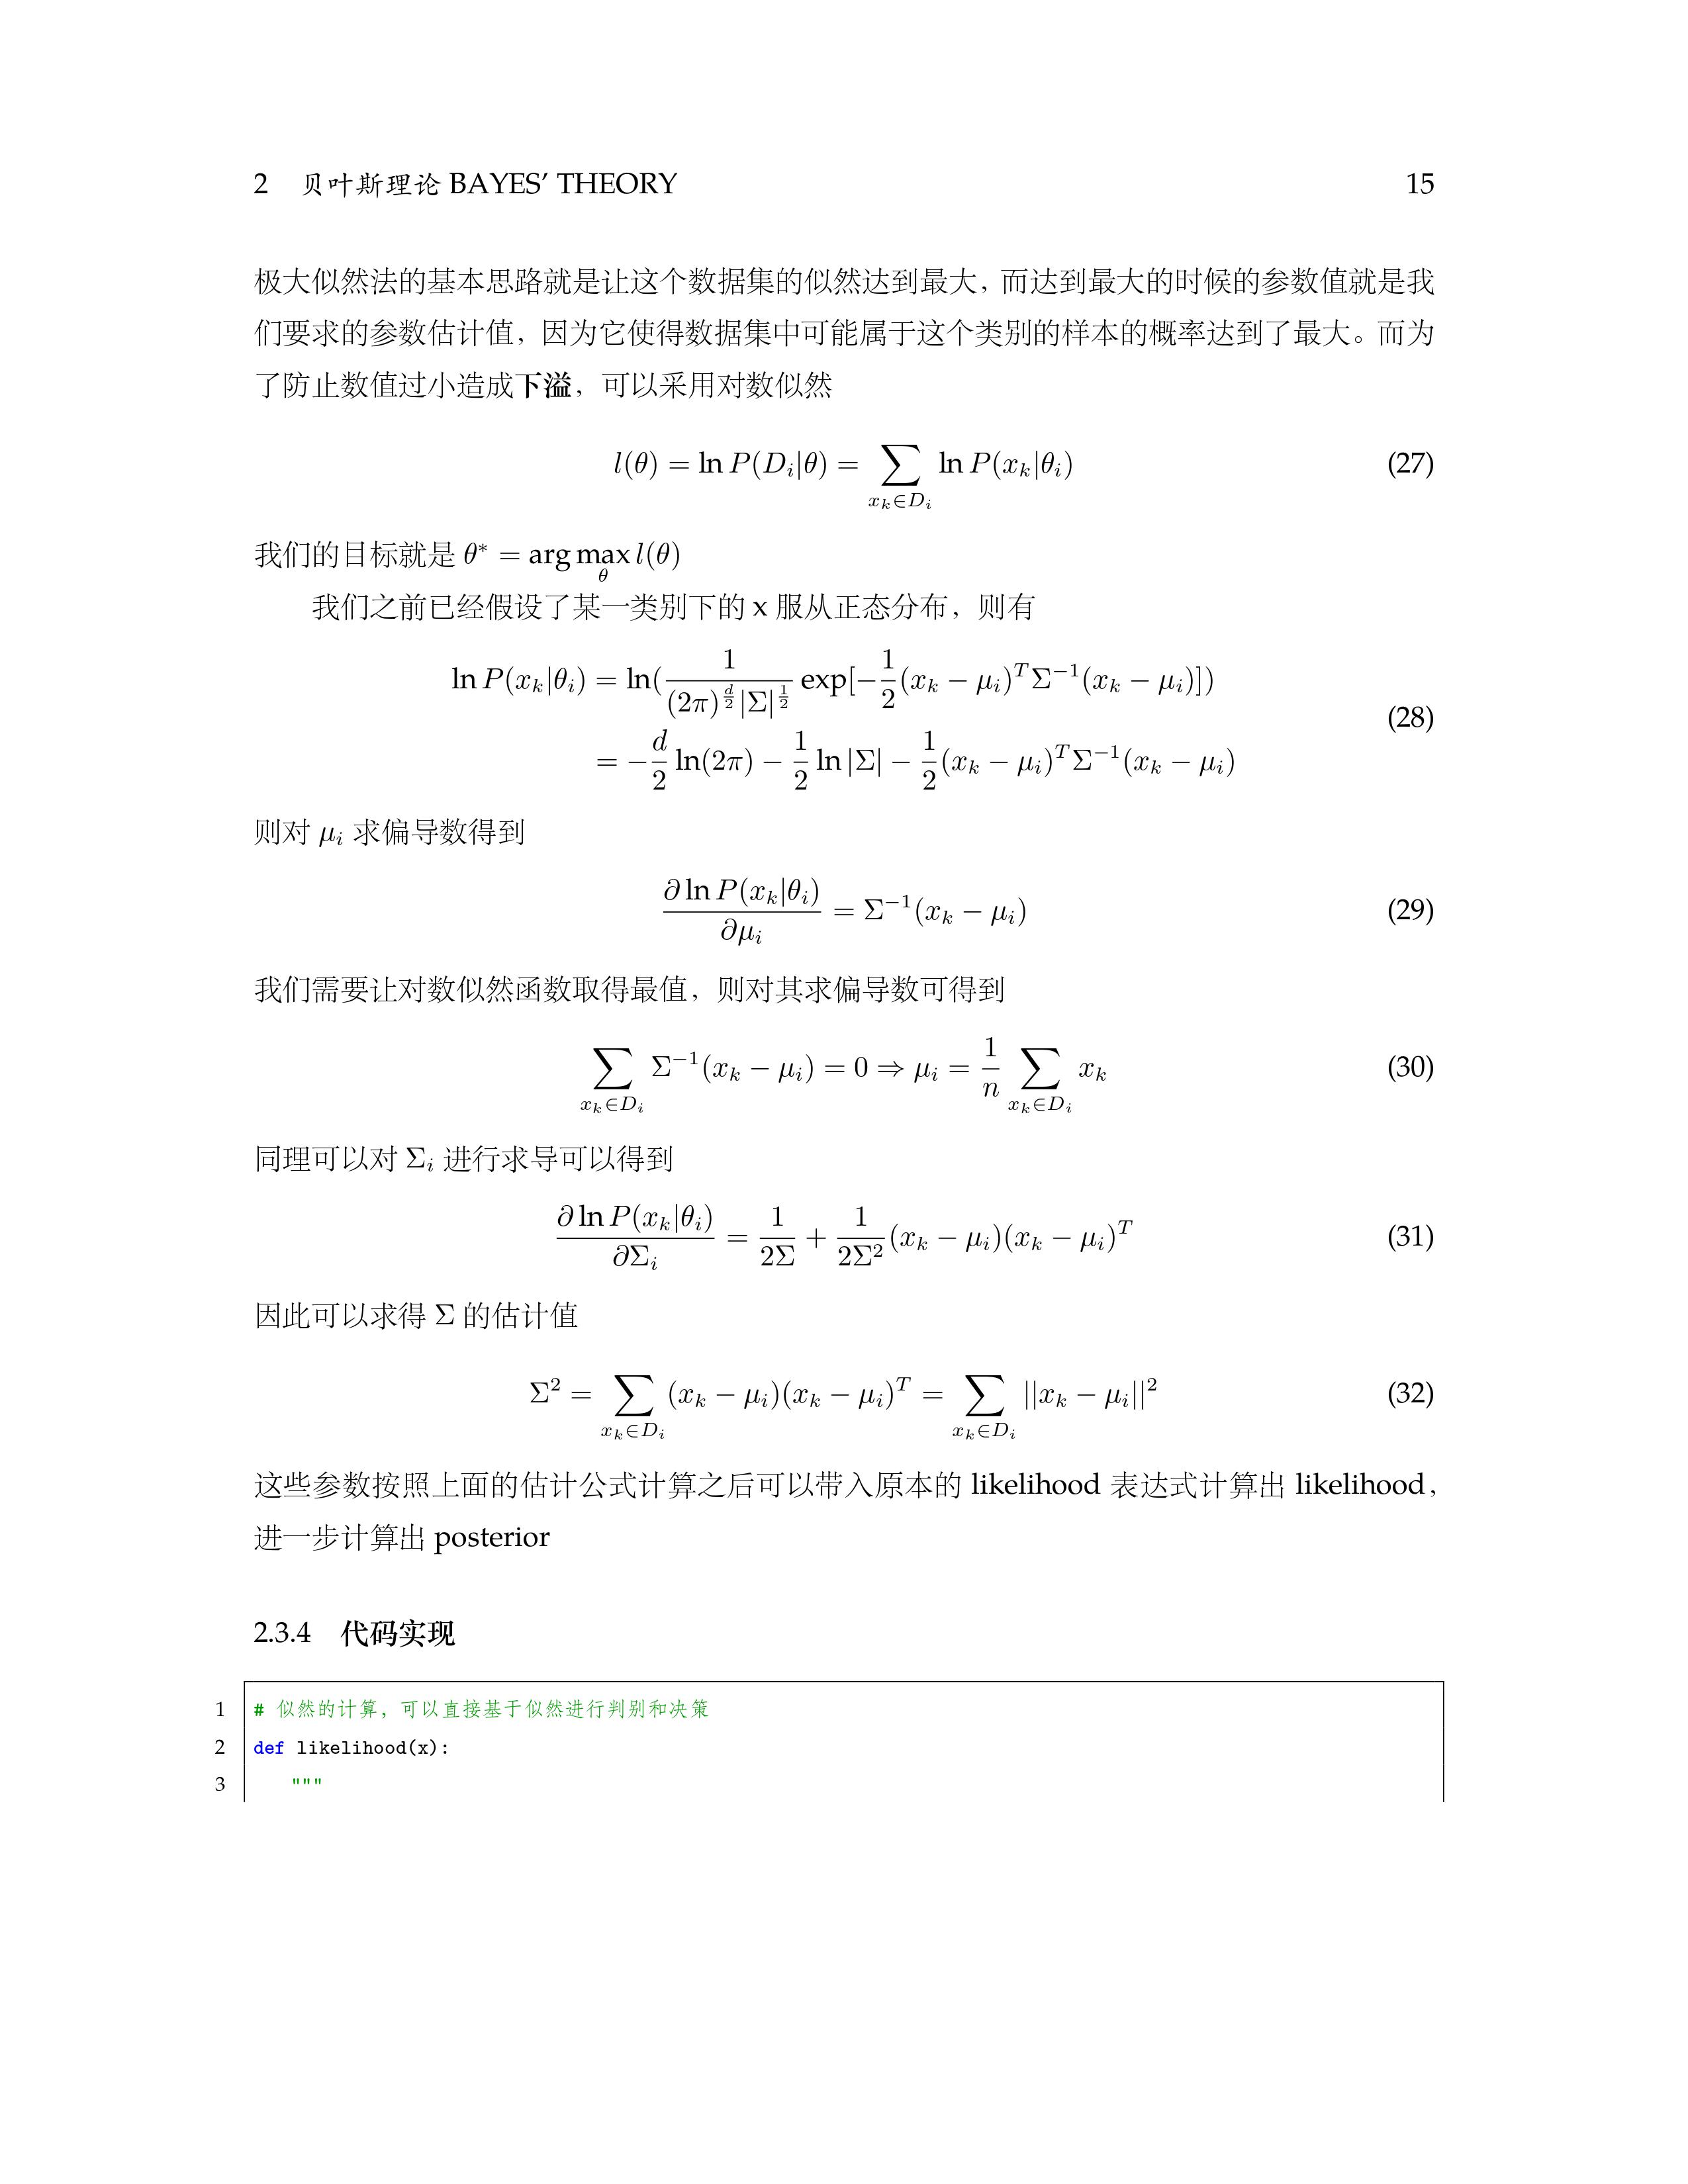 2 贝叶斯理论 BAYES' THEORY 15
极大似然法的基本思路就是让这个数据集的似然达到最大，而达到最大的时候的参数值就是我
们要求的参数估计值，因为它使得数据集中可能属于这个类别的样本的概率达到了最大。而为
了防止数值过小造成下溢，可以采用对数似然
$l(\theta) = \ln P(D_i|\theta) = \sum_{x_k \in D_i} \ln P(x_k|\theta_i)$ (27)
我们的目标就是 $\theta^* = \arg\max_{\theta} l(\theta)$
我们之前已经假设了某一类别下的 x 服从正态分布，则有
$\ln P(x_k|\theta_i) = \ln(\frac{1}{(2\pi)^{\frac{d}{2}}|\Sigma|^{\frac{1}{2}}} \exp[-\frac{1}{2}(x_k - \mu_i)^T \Sigma^{-1}(x_k - \mu_i)])$
$= -\frac{d}{2}\ln(2\pi) - \frac{1}{2}\ln|\Sigma| - \frac{1}{2}(x_k - \mu_i)^T \Sigma^{-1}(x_k - \mu_i)$ (28)
则对 $\mu_i$ 求偏导数得到
$\frac{\partial \ln P(x_k|\theta_i)}{\partial \mu_i} = \Sigma^{-1}(x_k - \mu_i)$ (29)
我们需要让对数似然函数取得最值，则对其求偏导数可得到
$\sum_{x_k \in D_i} \Sigma^{-1}(x_k - \mu_i) = 0 \Rightarrow \mu_i = \frac{1}{n} \sum_{x_k \in D_i} x_k$ (30)
同理可以对 $\Sigma_i$ 进行求导可以得到
$\frac{\partial \ln P(x_k|\theta_i)}{\partial \Sigma_i} = \frac{1}{2\Sigma} + \frac{1}{2\Sigma^2}(x_k - \mu_i)(x_k - \mu_i)^T$ (31)
因此可以求得 $\Sigma$ 的估计值
$\Sigma^2 = \sum_{x_k \in D_i} (x_k - \mu_i)(x_k - \mu_i)^T = \sum_{x_k \in D_i} ||x_k - \mu_i||^2$ (32)
这些参数按照上面的估计公式计算之后可以带入原本的 likelihood 表达式计算出 likelihood，
进一步计算出 posterior
2.3.4 代码实现
1 # 似然的计算，可以直接基于似然进行判别和决策
2 def likelihood(x):
3 """